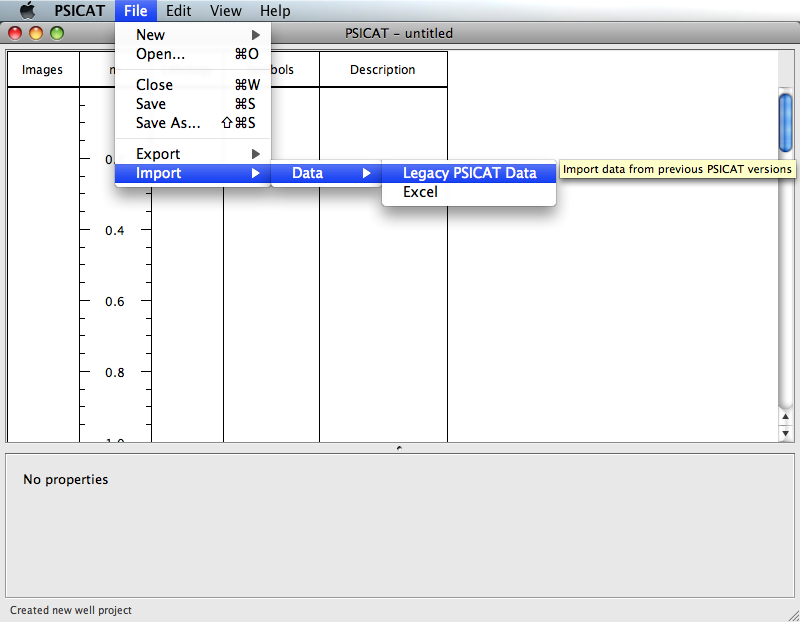 PSICAT File Edit View Help
PSICAT - untitled
New
Open... ⌘O
Close ⌘W
Save ⌘S
Save As... ⇧⌘S
Export
Import
Data
Legacy PSICAT Data
Excel
Import data from previous PSICAT versions
Images
Description
0.4
0.6
0.8
No properties
Created new well project